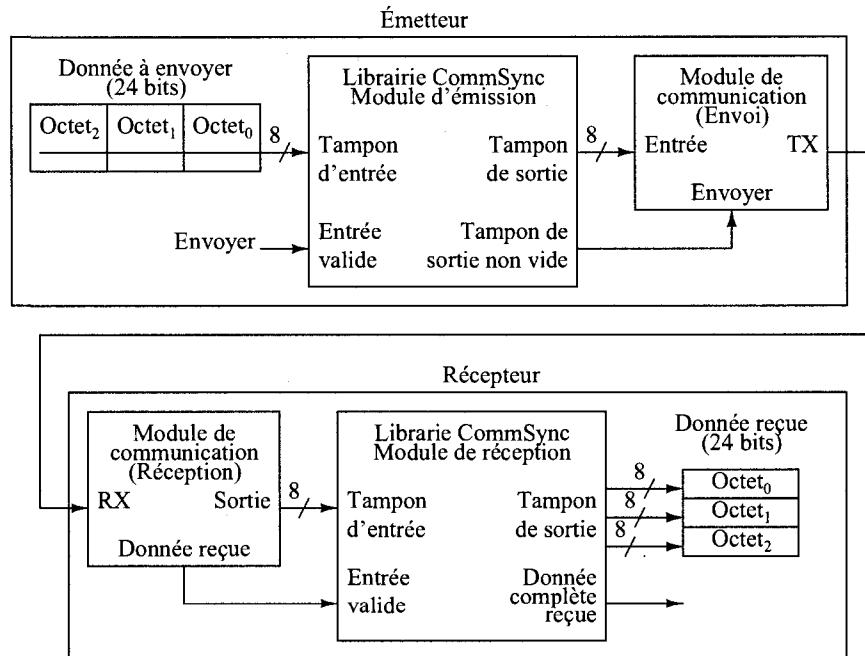 Émetteur
Donnée à envoyer
(24 bits)
Octet₂ Octet₁ Octet₀
8
Envoyer
Librairie CommSync
Module d'émission
Tampon
d'entrée
Tampon
de sortie
Entrée
valide
Tampon de
sortie non vide
8
Module de
communication
(Envoi)
Entrée TX
Envoyer
Récepteur
Module de
communication
(Réception)
RX Sortie
Donnée reçue
8
Librarie CommSync
Module de réception
Tampon
d'entrée
Tampon
de sortie
Entrée
valide
Donnée
complète
reçue
8
8
8
Donnée reçue
(24 bits)
Octet₀
Octet₁
Octet₂